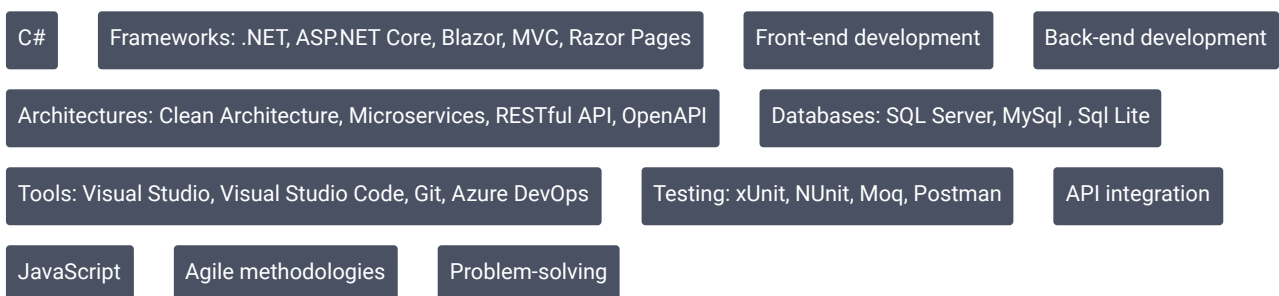 C# Frameworks: .NET, ASP.NET Core, Blazor, MVC, Razor Pages Front-end development Back-end development
Architectures: Clean Architecture, Microservices, RESTful API, OpenAPI Databases: SQL Server, MySql , Sql Lite
Tools: Visual Studio, Visual Studio Code, Git, Azure DevOps Testing: xUnit, NUnit, Moq, Postman API integration
JavaScript Agile methodologies Problem-solving